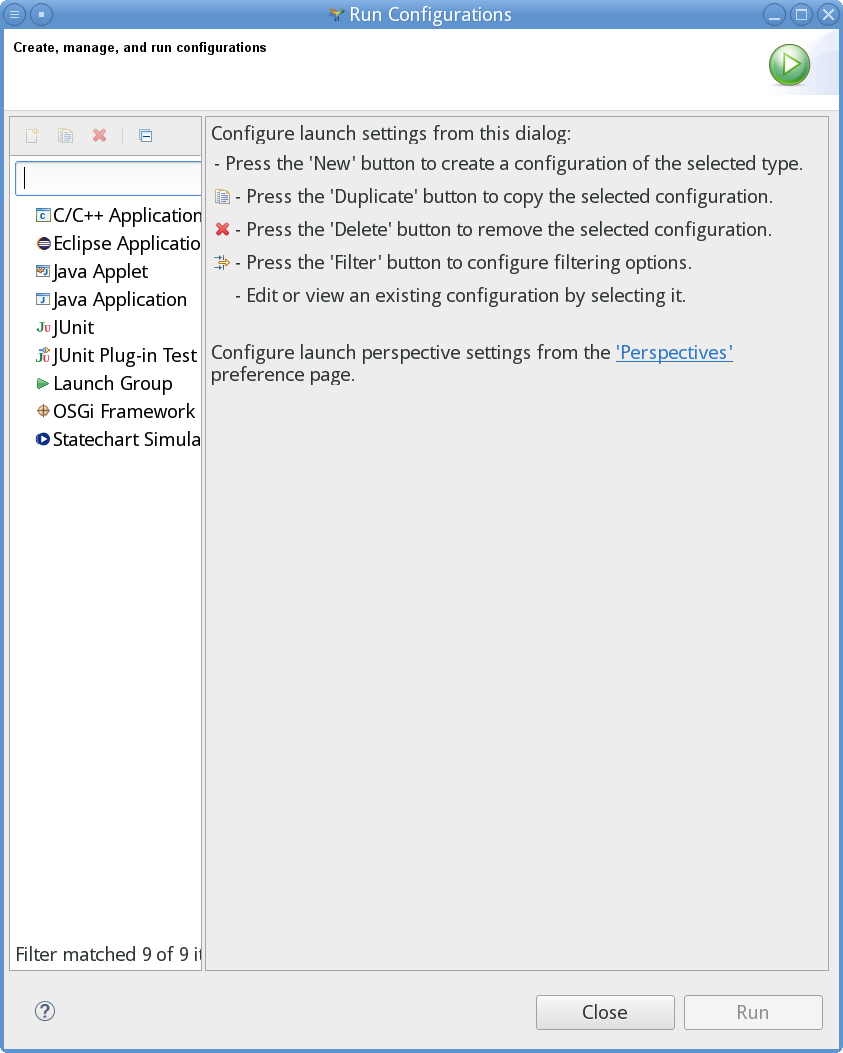 Run Configurations
Create, manage, and run configurations
C/C++ Application
Eclipse Applicatio
Java Applet
Java Application
JUnit
JUnit Plug-in Test
Launch Group
OSGi Framework
Statechart Simula
Filter matched 9 of 9 it
Configure launch settings from this dialog:
- Press the 'New' button to create a configuration of the selected type.
- Press the 'Duplicate' button to copy the selected configuration.
- Press the 'Delete' button to remove the selected configuration.
- Press the 'Filter' button to configure filtering options.
- Edit or view an existing configuration by selecting it.
Configure launch perspective settings from the 'Perspectives'
preference page.
Close
Run